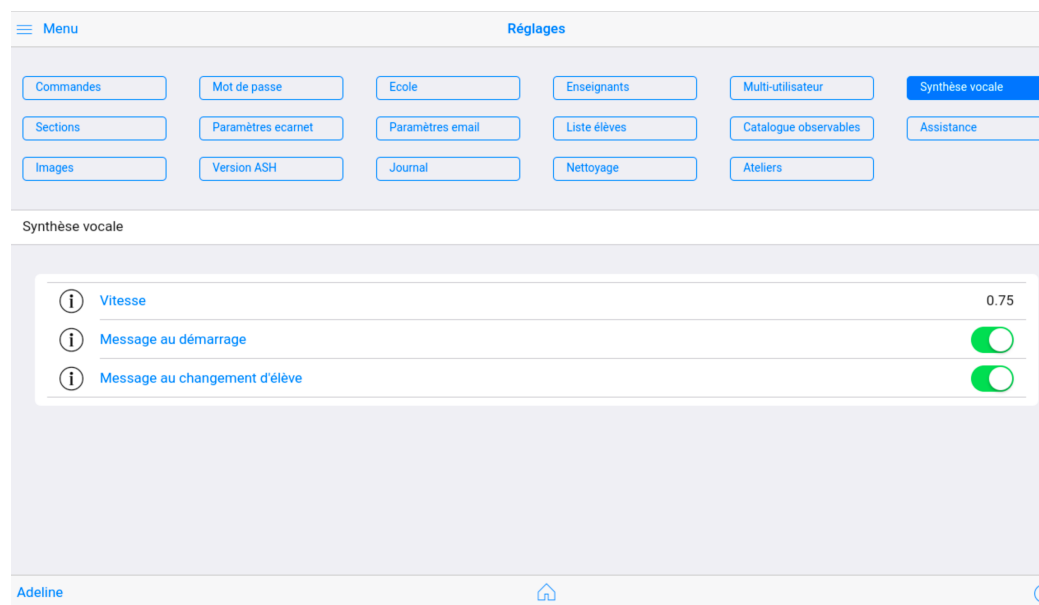 Menu
Réglages
Commandes Mot de passe Ecole Enseignants Multi-utilisateur Synthèse vocale
Sections Paramètres ecarnet Paramètres email Liste élèves Catalogue observables Assistance
Images Version ASH Journal Nettoyage Ateliers
Synthèse vocale
i Vitesse 0.75
i Message au démarrage
i Message au changement d'élève
Adeline